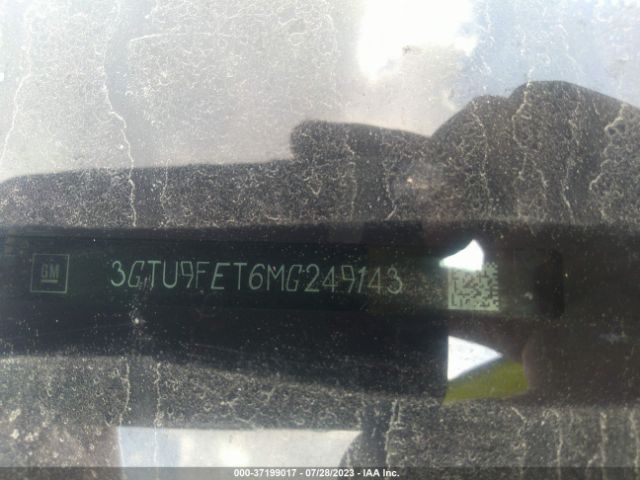 GM 3GTU9FET6MG249143
000-37199017 - 07/28/2023 - IAA Inc.